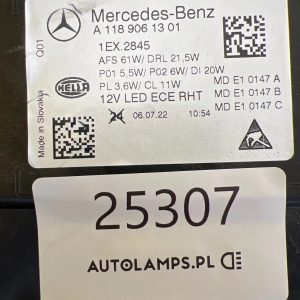 Mercedes-Benz
A 118 906 13 01
1EX.2845
AFS 61W/ DRL 21,5W
P01 5,5W/ P02 6W/ DI 20W
PL 3,6W/ CL 11W
12V LED ECE RHT
MD E1 0147 A
MD E1 0147 B
MD E1 0147 C
Q01
Made in Slovakia
HELLA
06.07.22 10:54
25307
AUTOLAMPS.PL